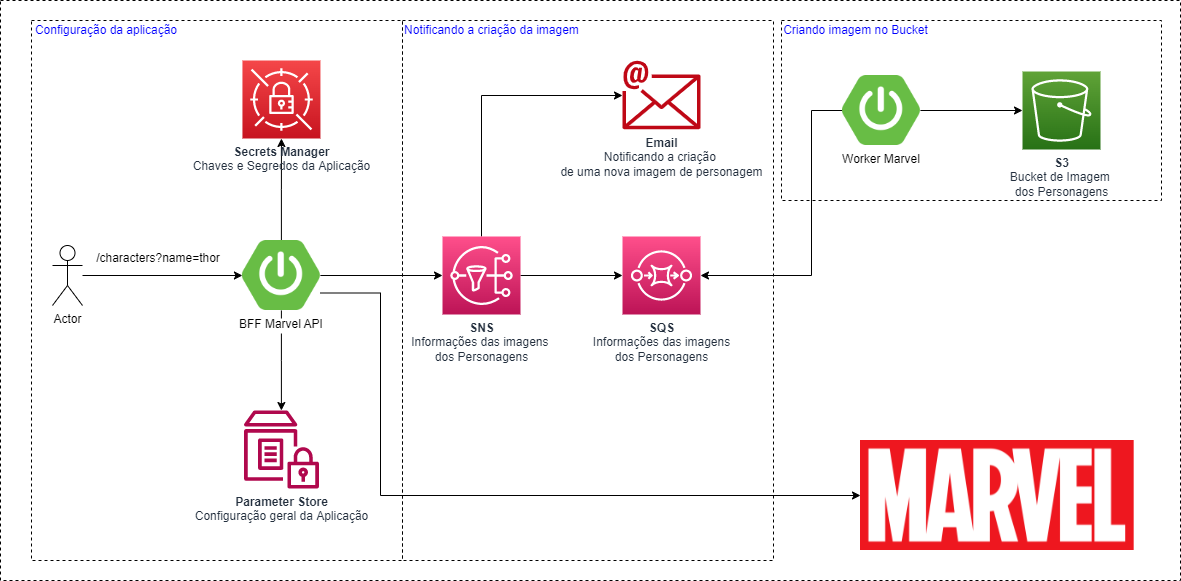 Configuração da aplicação
Notificando a criação da imagem
Criando imagem no Bucket
Secrets Manager
Chaves e Segredos da Aplicação
@
Email
Notificando a criação
de uma nova imagem de personagem
Worker Marvel
S3
Bucket de Imagem
dos Personagens
/characters?name=thor
Actor
BFF Marvel API
SNS
Informações das imagens
dos Personagens
SQS
Informações das imagens
dos Personagens
Parameter Store
Configuração geral da Aplicação
MARVEL